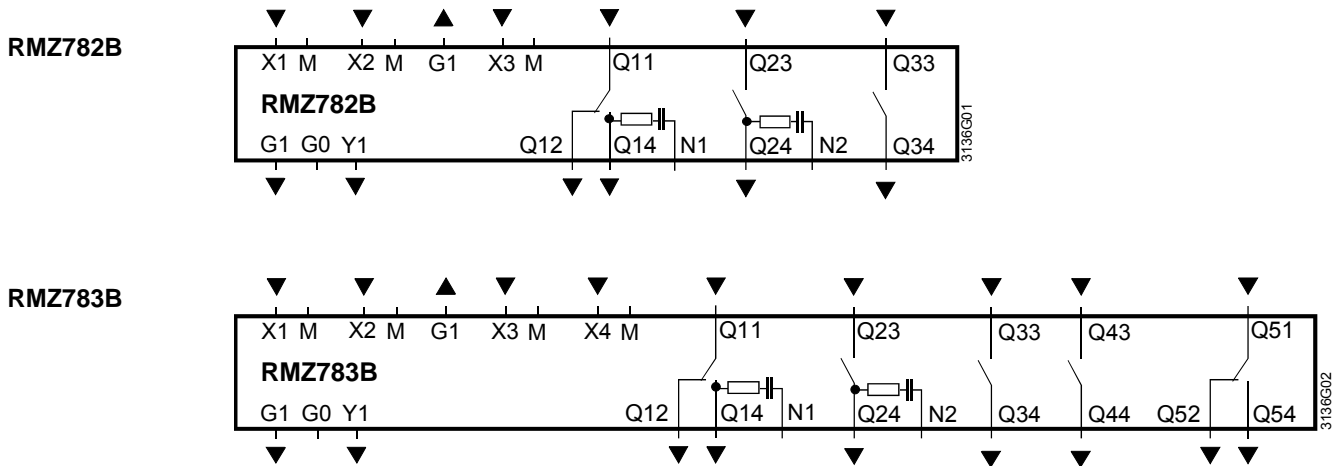 RMZ782B
X1 M X2 M G1 X3 M Q11 Q23 Q33
RMZ782B
G1 G0 Y1 Q12 Q14 N1 Q24 N2 Q34
3136G01
RMZ783B
X1 M X2 M G1 X3 M X4 M Q11 Q23 Q33 Q43 Q51
RMZ783B
G1 G0 Y1 Q12 Q14 N1 Q24 N2 Q34 Q44 Q52 Q54
3136G02